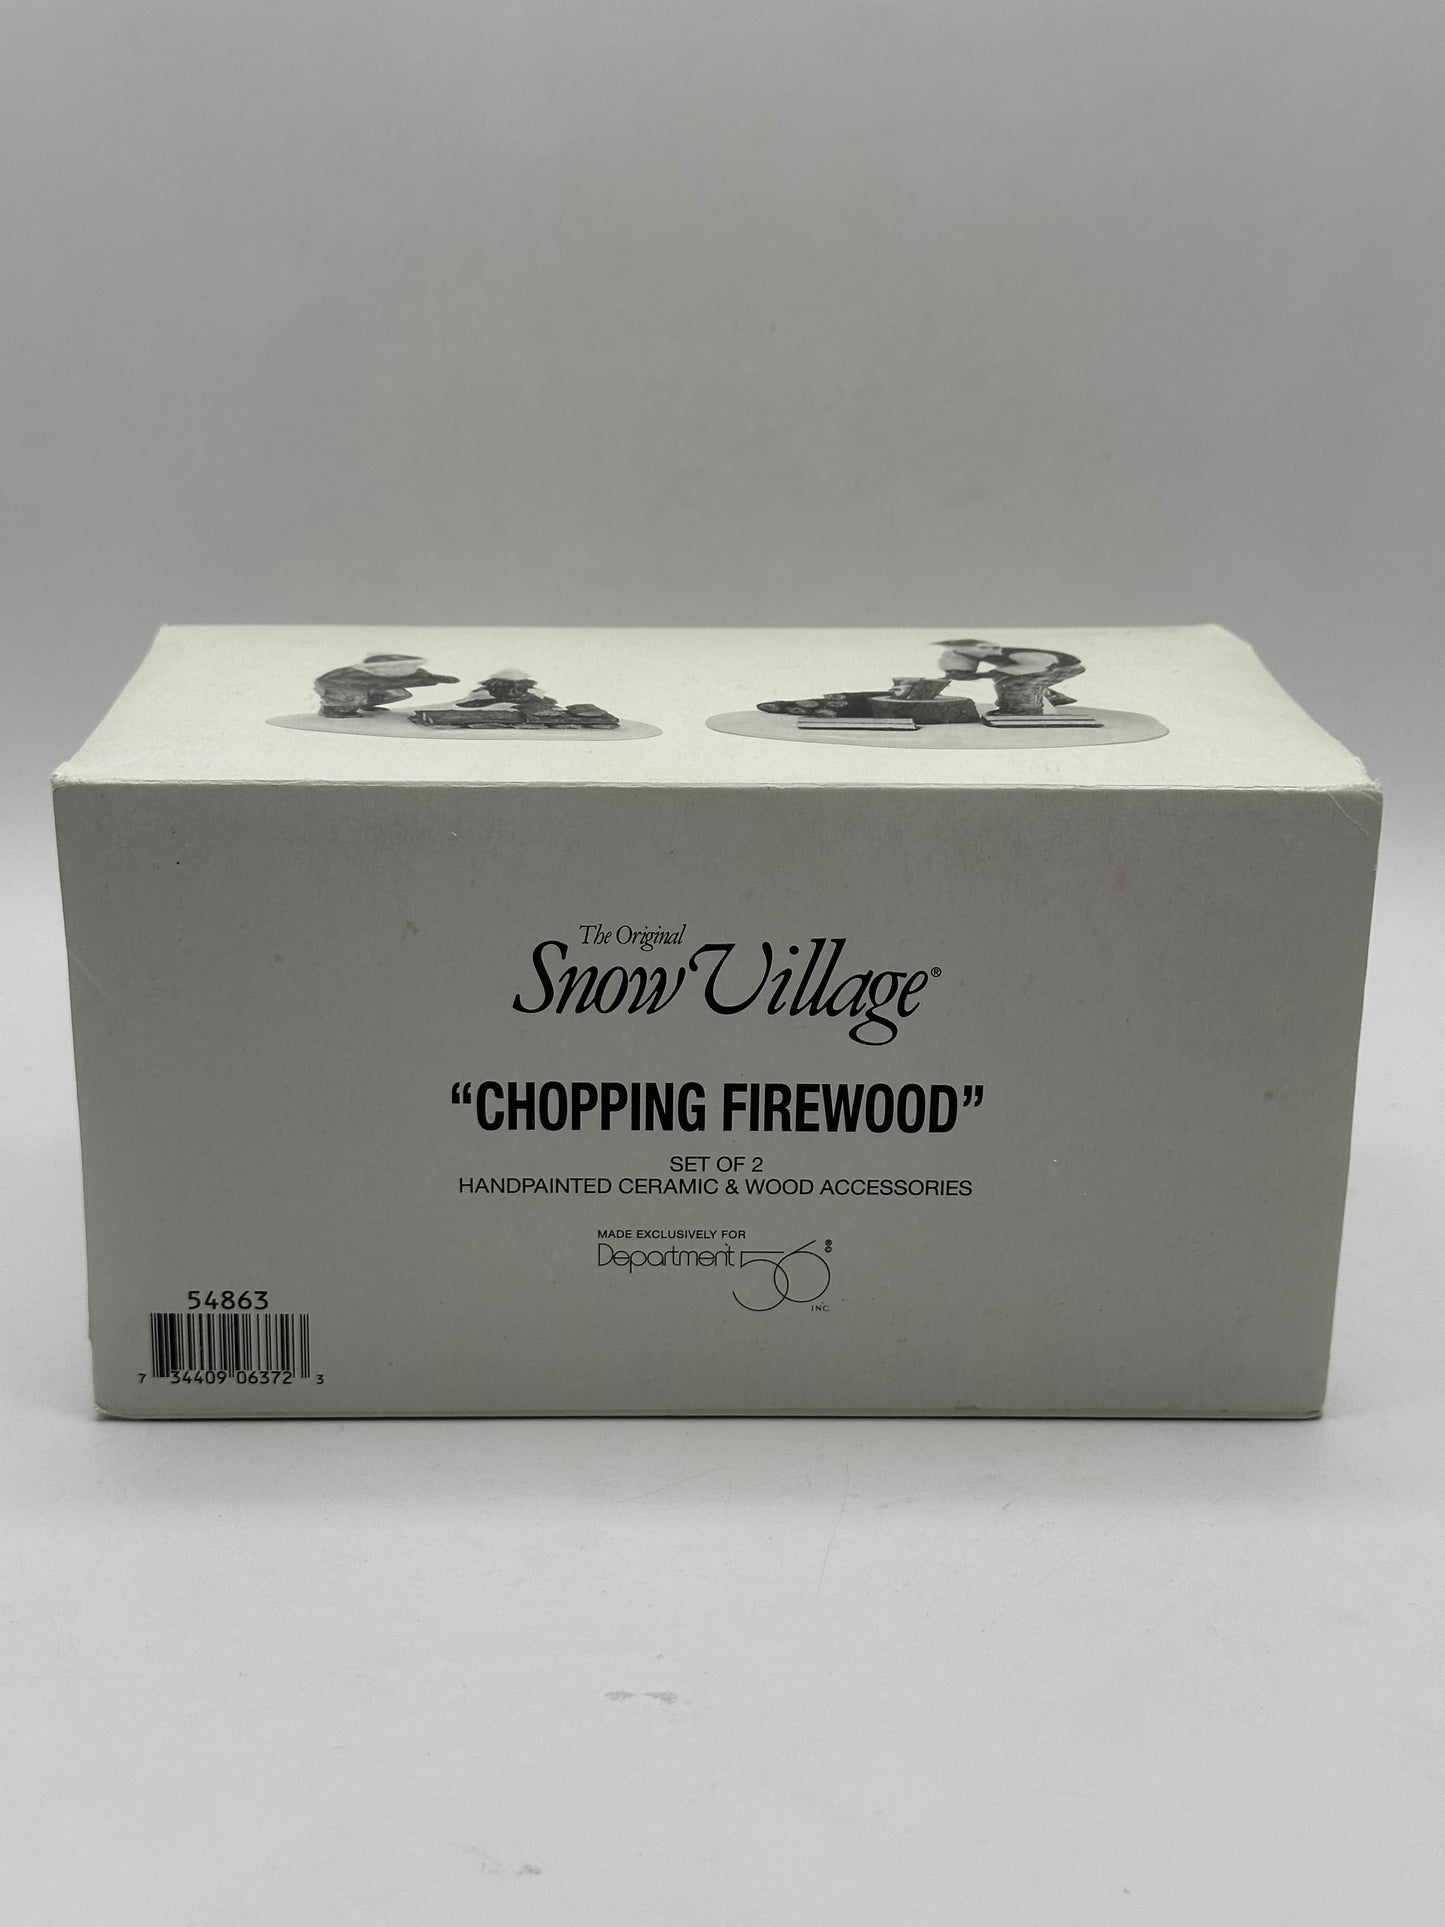 The Original
Snow Village®
“CHOPPING FIREWOOD”
SET OF 2
HANDPAINTED CERAMIC & WOOD ACCESSORIES
MADE EXCLUSIVELY FOR
Department 56 ®©
INC.
54863
7 34409 06372 3